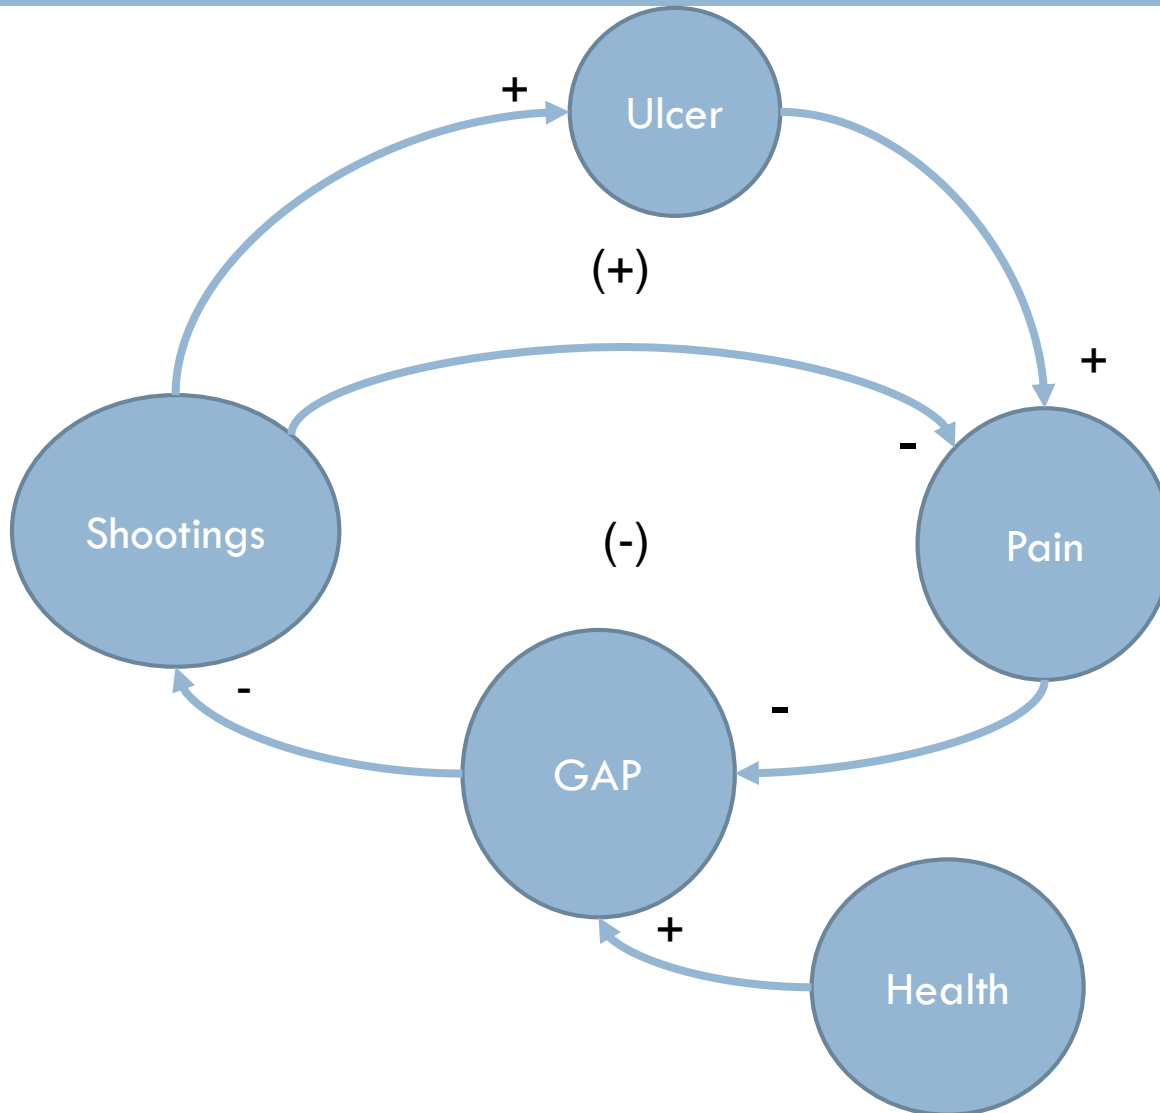 +
Ulcer
(+)
+
-
Shootings
(-)
Pain
-
-
GAP
+
Health